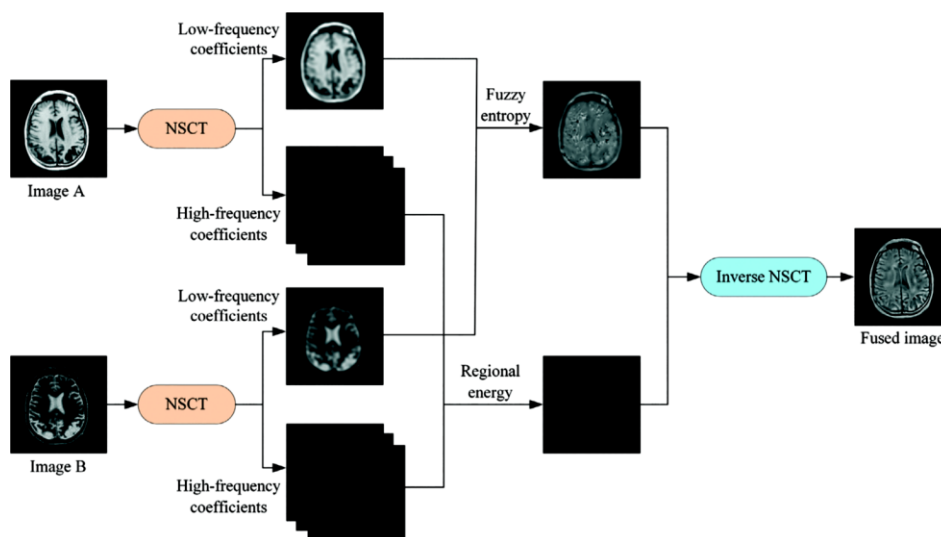 Low-frequency
coefficients
NSCT
Image A
High-frequency
coefficients
Fuzzy
entropy
Low-frequency
coefficients
Inverse NSCT
Fused image
NSCT
Image B
Regional
energy
High-frequency
coefficients